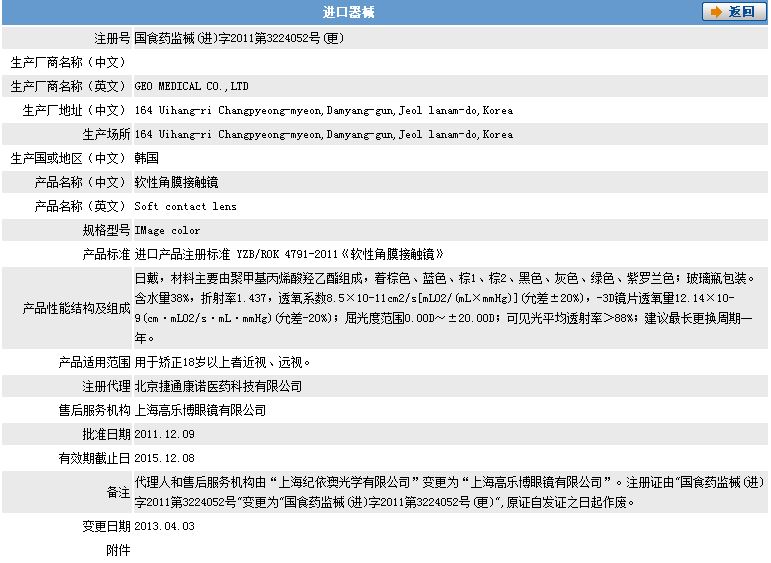 进口器械
返回
注册号 国食药监械(进)字2011第3224052号(更)
生产厂商名称（中文）
生产厂商名称（英文） GEO MEDICAL CO.,LTD
生产厂地址（中文） 164 Uihang-ri Changpyeong-myeon,Damyang-gun,Jeol lanam-do,Korea
生产场所 164 Uihang-ri Changpyeong-myeon,Damyang-gun,Jeol lanam-do,Korea
生产国或地区（中文） 韩国
产品名称（中文） 软性角膜接触镜
产品名称（英文） Soft contact lens
规格型号 IMage color
产品标准 进口产品注册标准 YZB/ROK 4791-2011《软性角膜接触镜》
日戴，材料主要由聚甲基丙烯酸羟乙酯组成，着棕色、蓝色、棕1、棕2、黑色、灰色、绿色、紫罗兰色；玻璃瓶包装。
产品性能结构及组成 含水量38%，折射率1.437，透氧系数8.5×10-11cm2/s[mLO2/(mL×mmHg)](允差±20%)，-3D镜片透氧量12.14×10-
9(cm·mLO2/s·mL·mmHg)(允差-20%)；屈光度范围0.00D～±20.00D；可见光平均透射率＞88%；建议最长更换周期一
年。
产品适用范围 用于矫正18岁以上者近视、远视。
注册代理 北京捷通康诺医药科技有限公司
售后服务机构 上海高乐博眼镜有限公司
批准日期 2011.12.09
有效期截止日 2015.12.08
备注 代理人和售后服务机构由“上海纪依澳光学有限公司”变更为“上海高乐博眼镜有限公司”。注册证由"国食药监械(进)
字2011第3224052号"变更为"国食药监械(进)字2011第3224052号(更)",原证自发证之日起作废。
变更日期 2013.04.03
附件